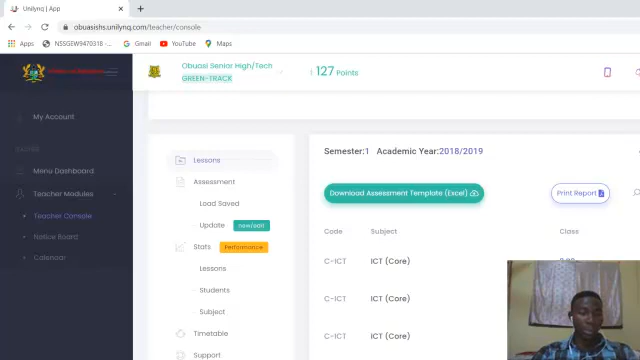 Unilynq | App
obuasishs.unilynq.com/teacher/console
Apps
NSSGEW9470318 -...
Gmail
YouTube
Maps
Obuasi Senior High/Tech
GREEN-TRACK
127 Points
My Account
Menu Dashboard
Teacher Modules
Teacher Console
Notice Board
Calendar
Lessons
Assessment
Load Saved
Update new/edit
Stats Performance
Lessons
Students
Subject
Timetable
Support
Semester:1 Academic Year:2018/2019
Download Assessment Template (Excel)
Print Report
Code Subject Class
C-ICT ICT (Core)
C-ICT ICT (Core)
C-ICT ICT (Core)